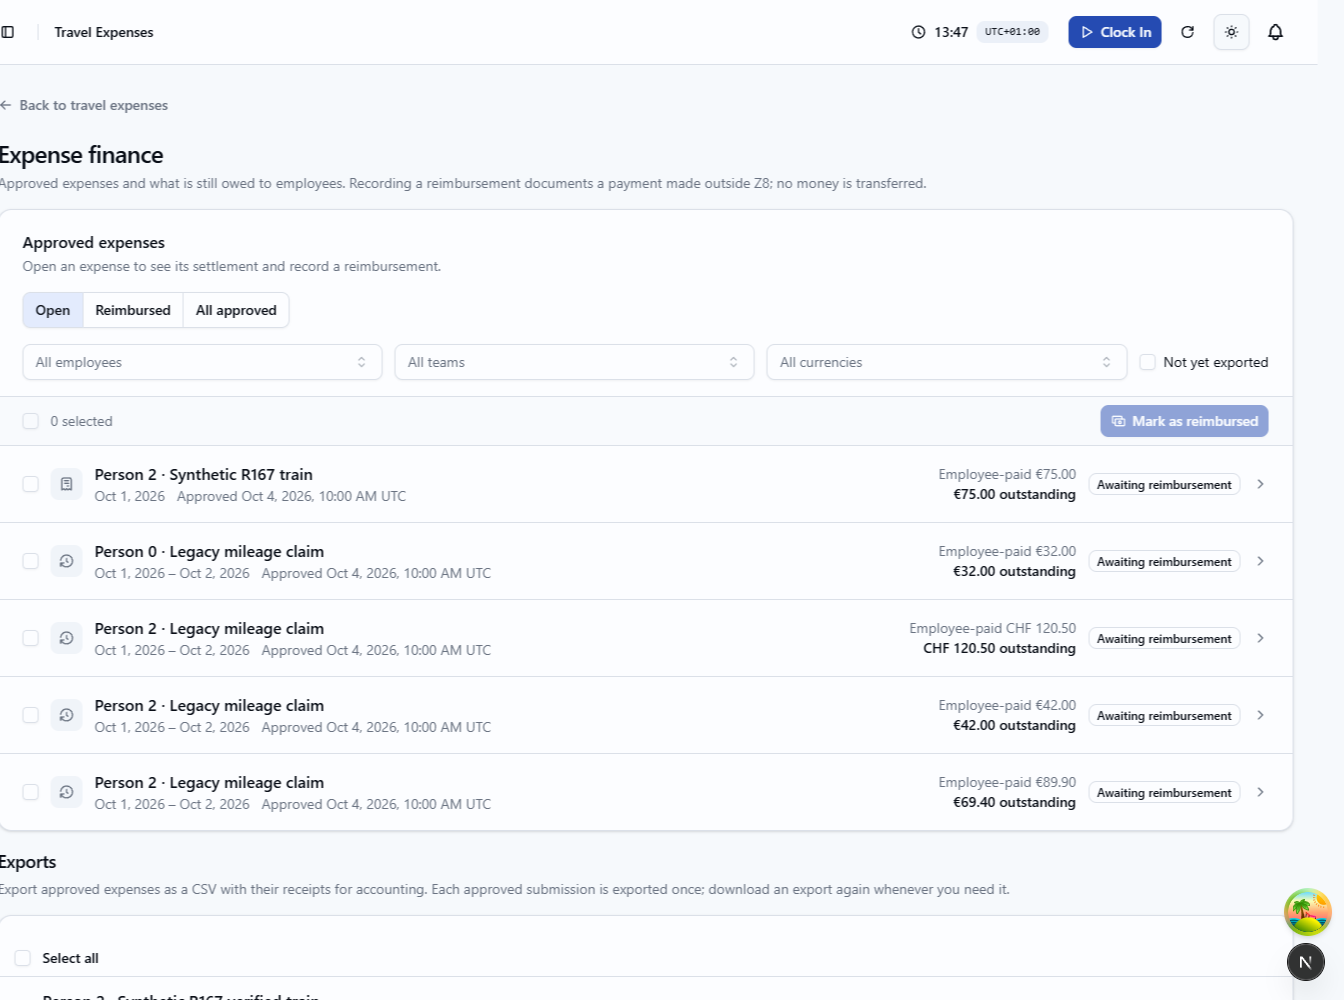 Travel Expenses
13:47 UTC+01:00 Clock In
Back to travel expenses
Expense finance
Approved expenses and what is still owed to employees. Recording a reimbursement documents a payment made outside Z8; no money is transferred.
Approved expenses
Open an expense to see its settlement and record a reimbursement.
Open Reimbursed All approved
All employees All teams All currencies Not yet exported
0 selected Mark as reimbursed
Person 2 · Synthetic R167 train Employee-paid €75.00
Oct 1, 2026 Approved Oct 4, 2026, 10:00 AM UTC €75.00 outstanding Awaiting reimbursement
Person 0 · Legacy mileage claim Employee-paid €32.00
Oct 1, 2026 – Oct 2, 2026 Approved Oct 4, 2026, 10:00 AM UTC €32.00 outstanding Awaiting reimbursement
Person 2 · Legacy mileage claim Employee-paid CHF 120.50
Oct 1, 2026 – Oct 2, 2026 Approved Oct 4, 2026, 10:00 AM UTC CHF 120.50 outstanding Awaiting reimbursement
Person 2 · Legacy mileage claim Employee-paid €42.00
Oct 1, 2026 – Oct 2, 2026 Approved Oct 4, 2026, 10:00 AM UTC €42.00 outstanding Awaiting reimbursement
Person 2 · Legacy mileage claim Employee-paid €89.90
Oct 1, 2026 – Oct 2, 2026 Approved Oct 4, 2026, 10:00 AM UTC €69.40 outstanding Awaiting reimbursement
Exports
Export approved expenses as a CSV with their receipts for accounting. Each approved submission is exported once; download an export again whenever you need it.
Select all
Person 2 · Synthetic R167 verified train
N